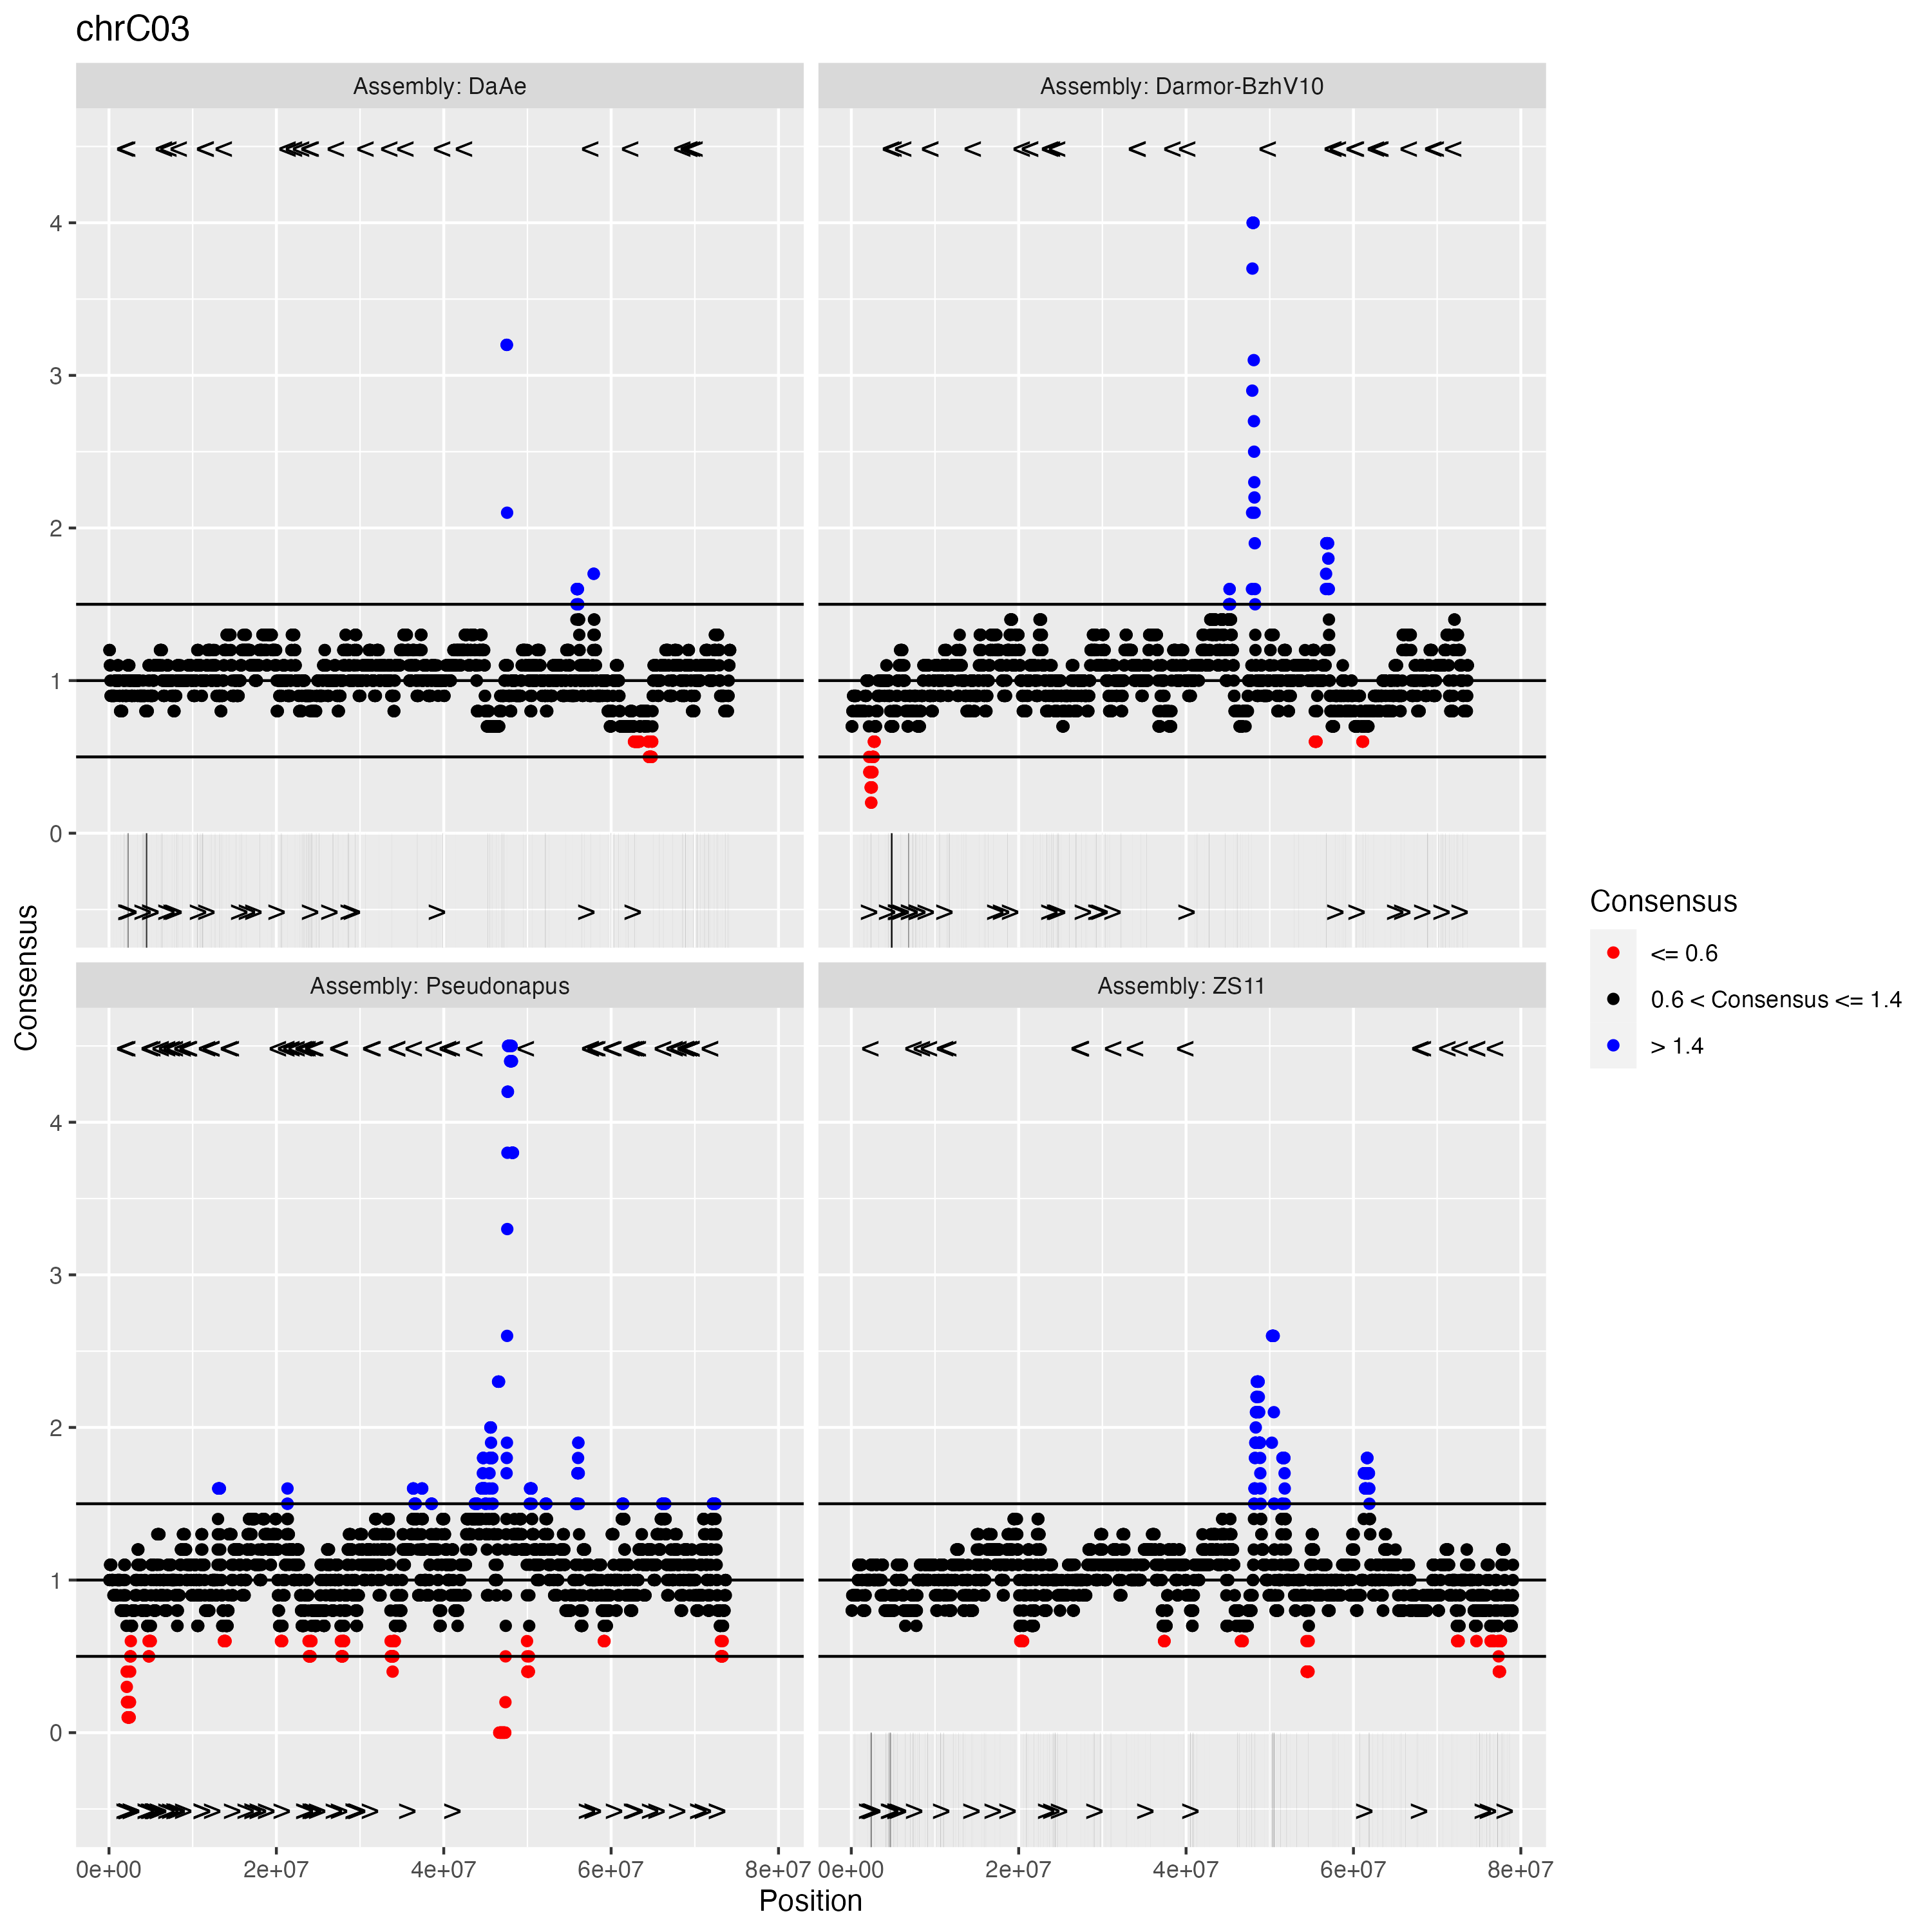 chrC03
Assembly: DaAe
Assembly: Darmor-BzhV10
4
3
2
1
0
Assembly: Pseudonapus
Assembly: ZS11
4
3
2
1
0
0e+00 2e+07 4e+07 6e+07 8e+07
0e+00 2e+07 4e+07 6e+07 8e+07
Position
Consensus
Consensus
<= 0.6
0.6 < Consensus <= 1.4
> 1.4